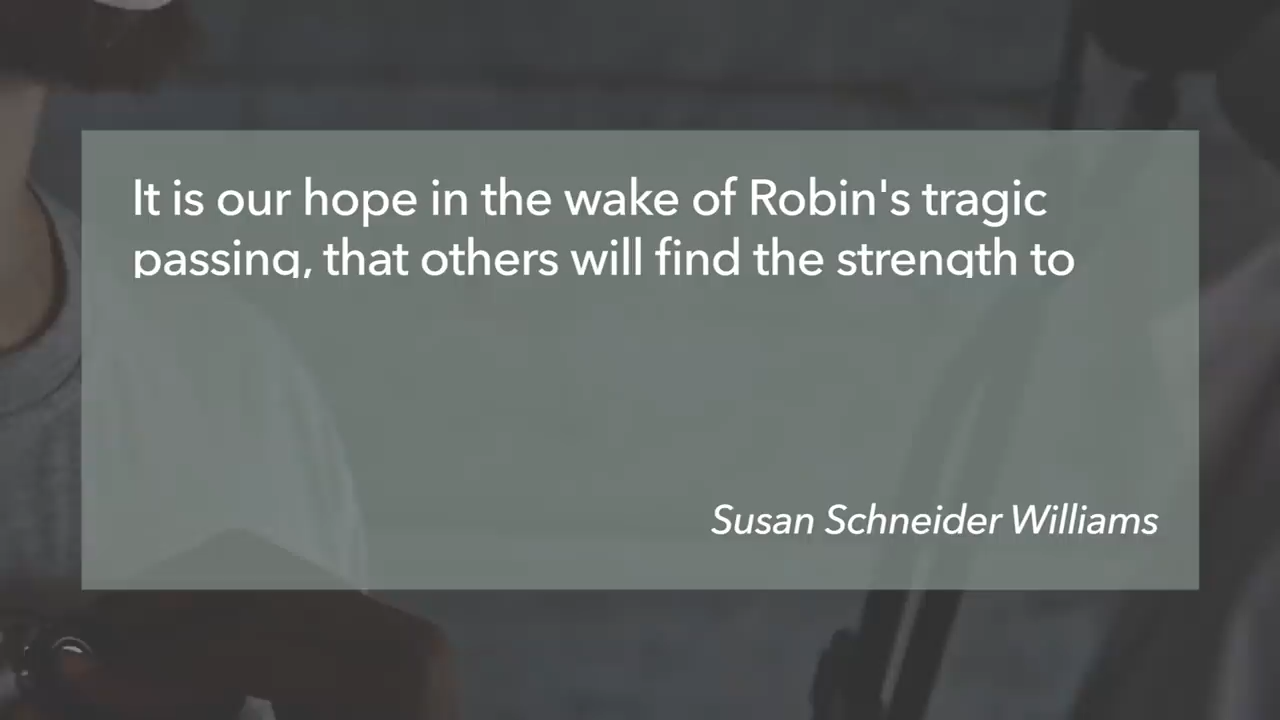 It is our hope in the wake of Robin's tragic
passing, that others will find the strength to
Susan Schneider Williams